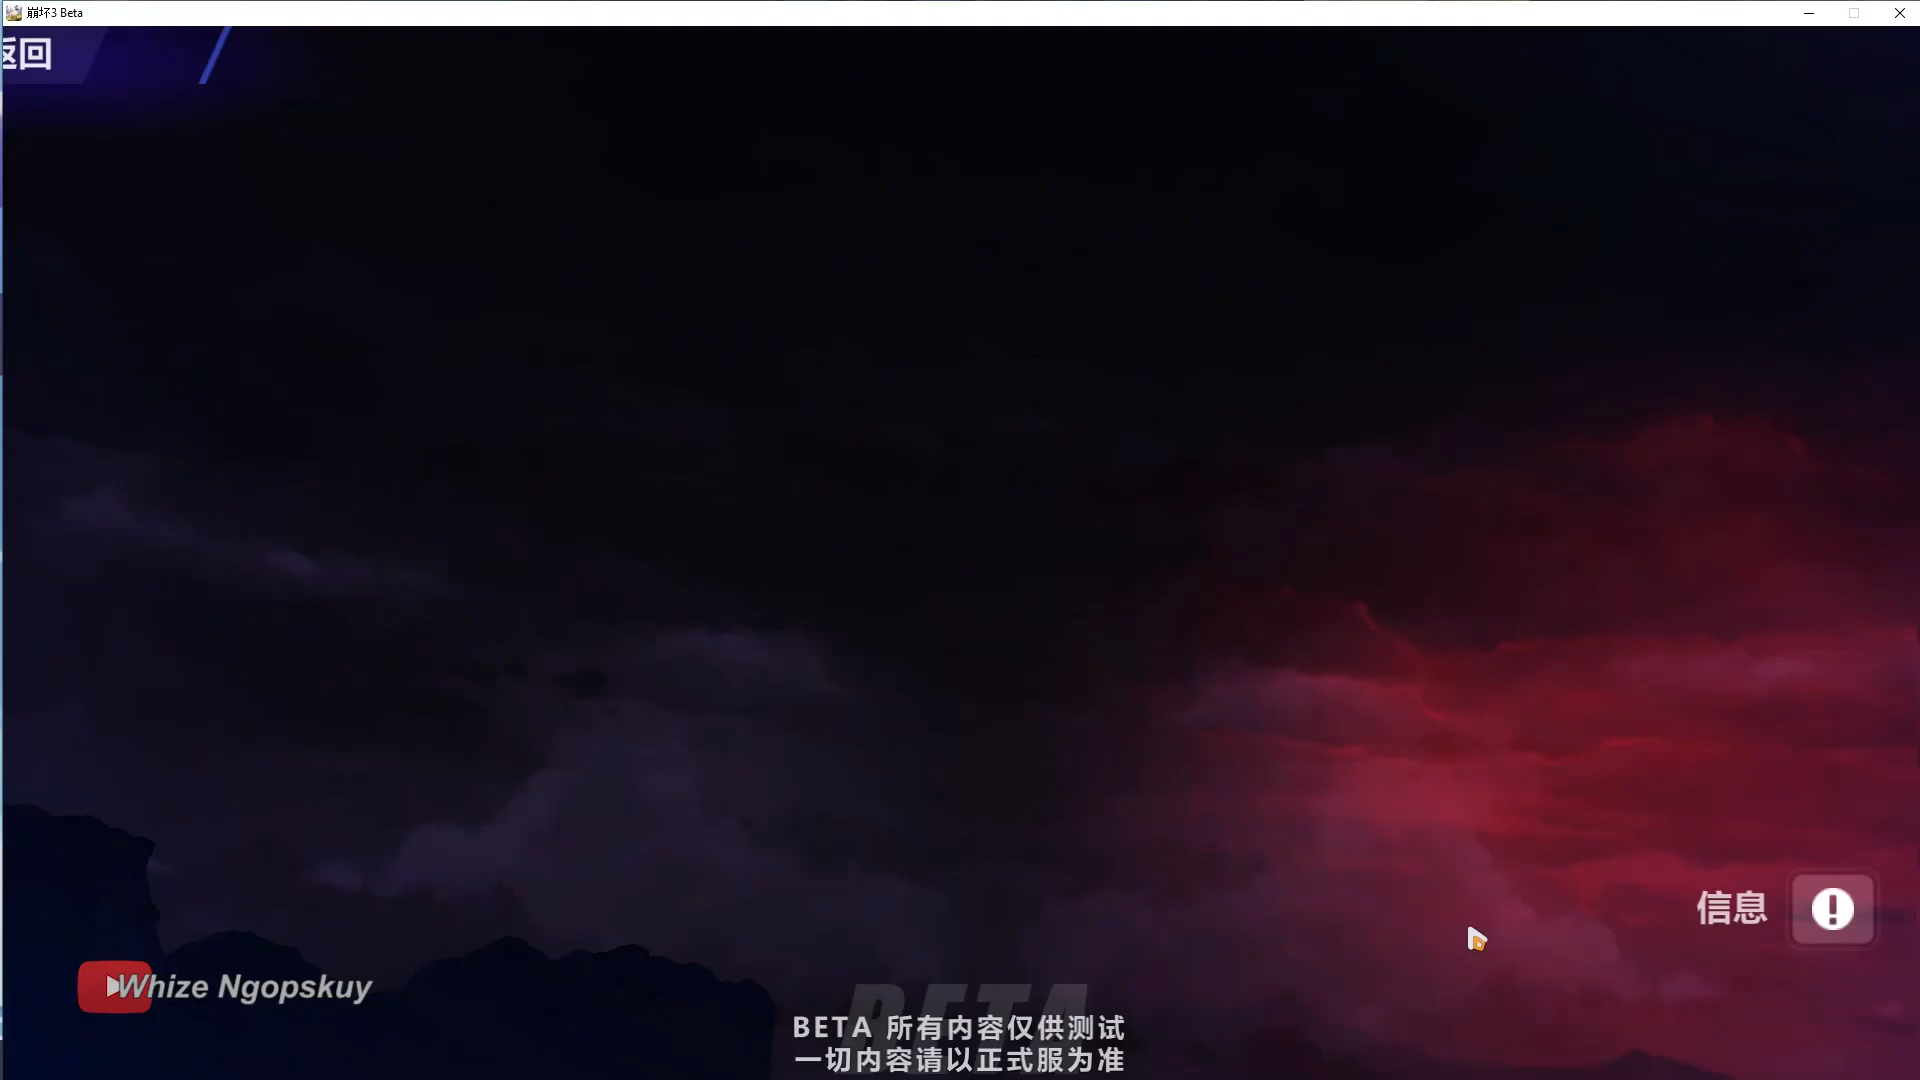 崩坏3 Beta
返回
信息
Whize Ngopskuy
BETA
BETA 所有内容仅供测试
一切内容请以正式服为准